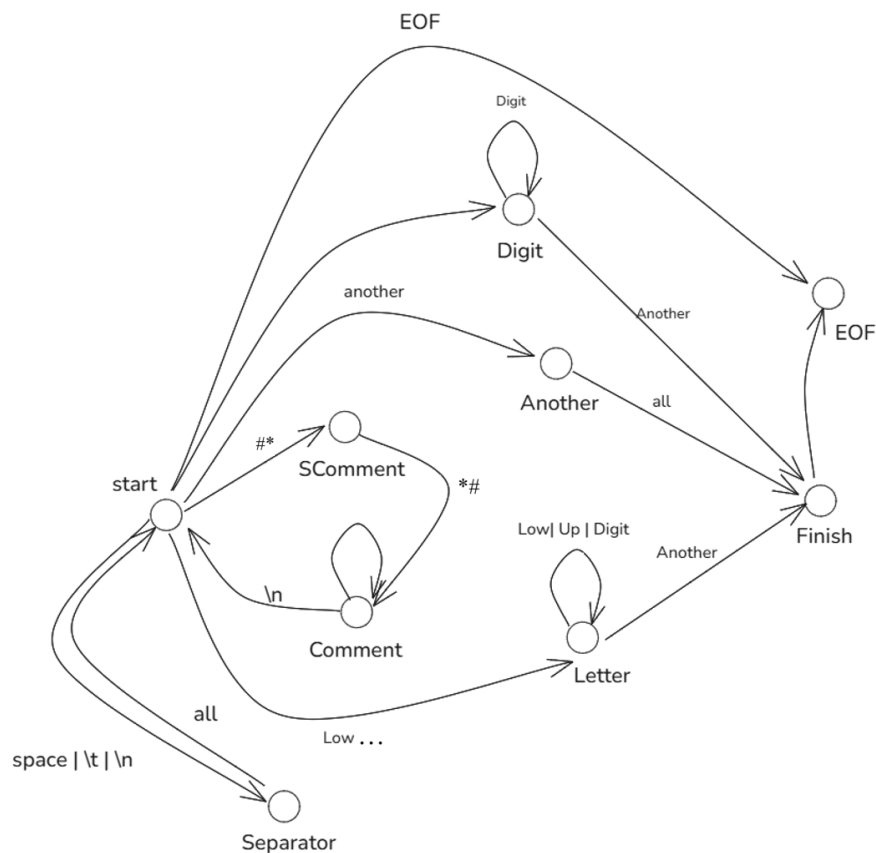 EOF
Digit
Digit
another
Another
EOF
Another
all
#*
SComment
start
*#
Low| Up | Digit
Finish
Another
\n
Comment
Letter
all
Low ...
space | \t | \n
Separator